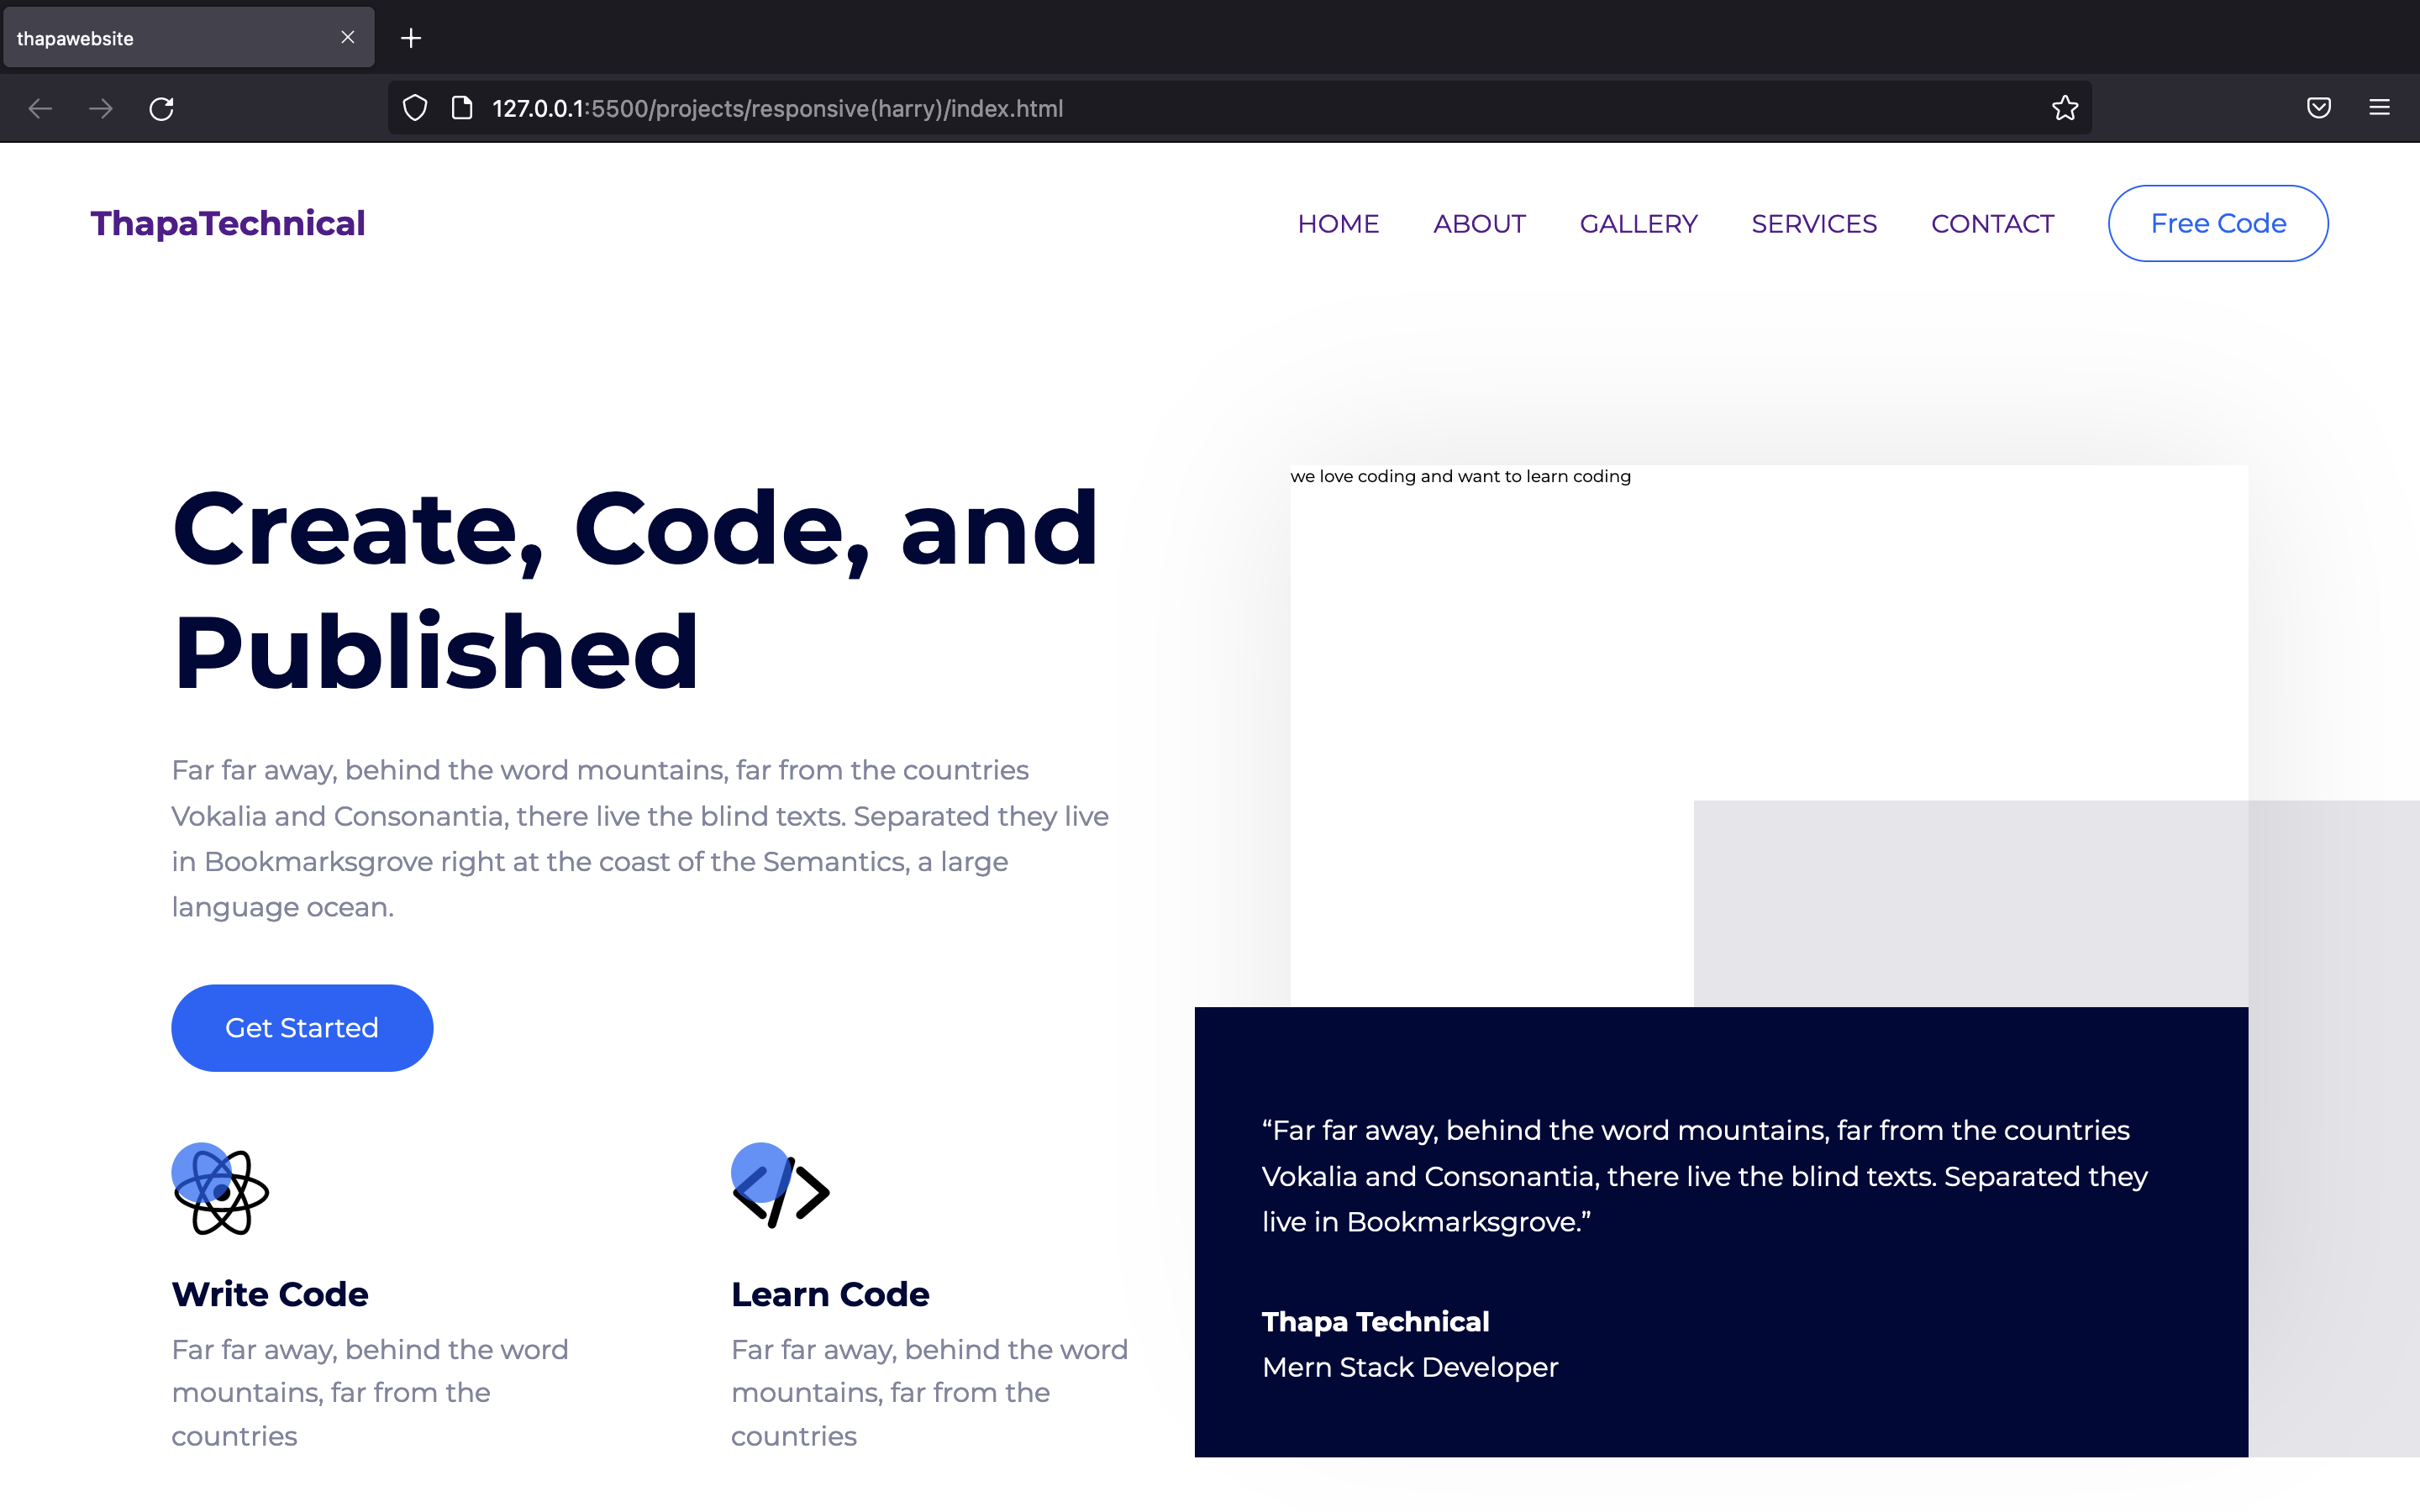 thapawebsite
127.0.0.1:5500/projects/responsive(harry)/index.html
ThapaTechnical
HOME ABOUT GALLERY SERVICES CONTACT Free Code
Create, Code, and
Published
Far far away, behind the word mountains, far from the countries
Vokalia and Consonantia, there live the blind texts. Separated they live
in Bookmarksgrove right at the coast of the Semantics, a large
language ocean.
Get Started
Write Code
Far far away, behind the word
mountains, far from the
countries
Learn Code
Far far away, behind the word
mountains, far from the
countries
we love coding and want to learn coding
“Far far away, behind the word mountains, far from the countries
Vokalia and Consonantia, there live the blind texts. Separated they
live in Bookmarksgrove.”
Thapa Technical
Mern Stack Developer